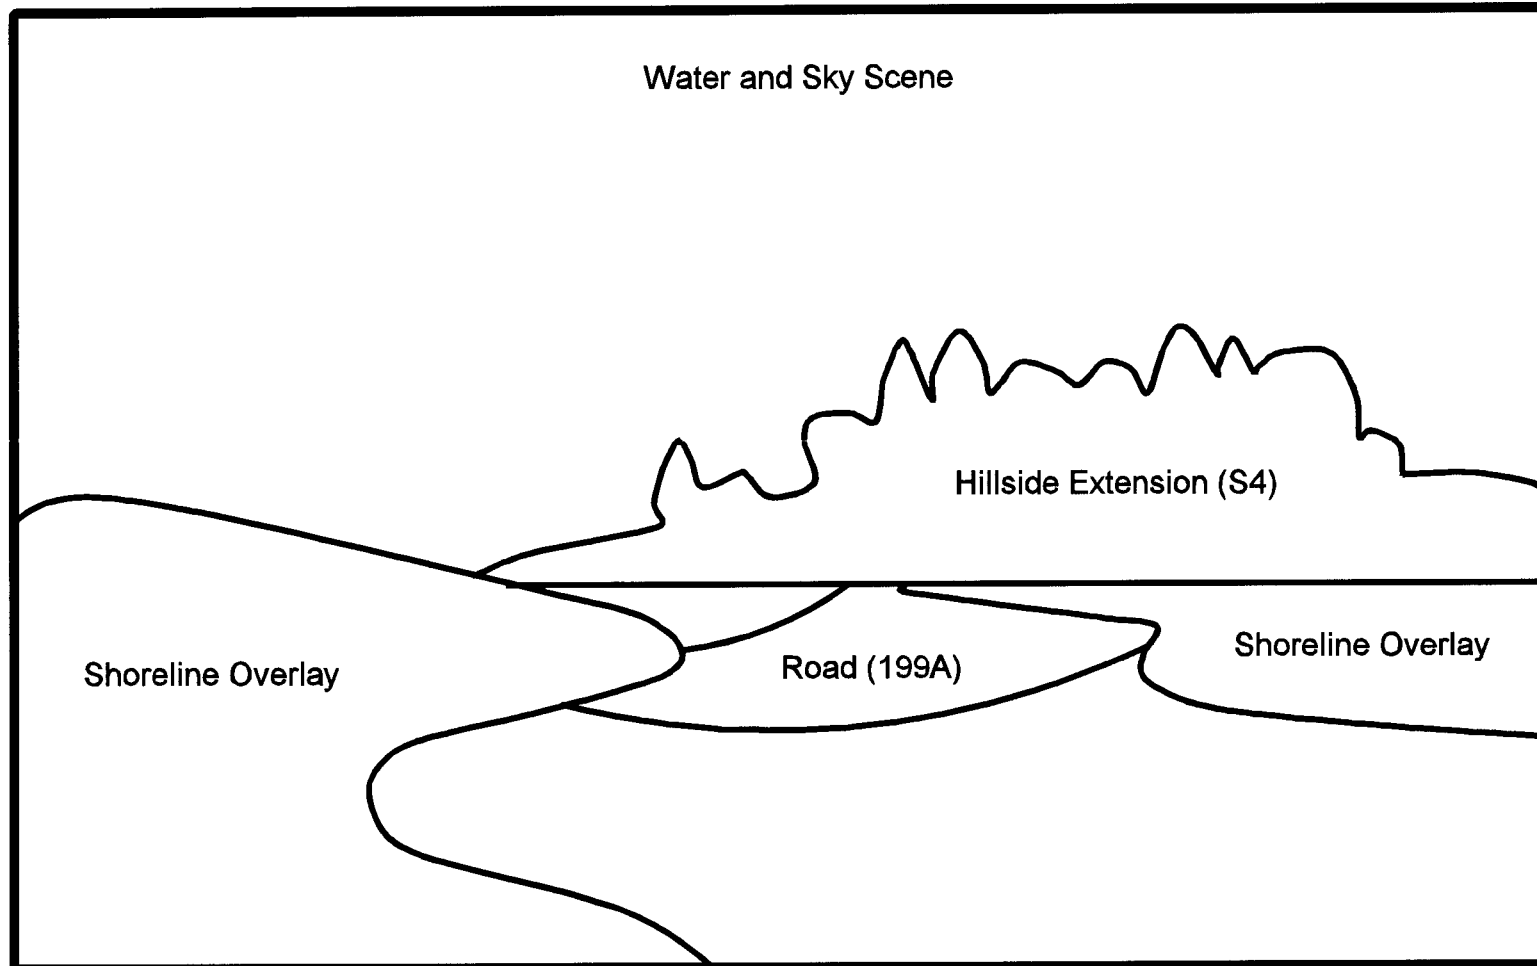 Water and Sky Scene
Hillside Extension (S4)
Shoreline Overlay
Road (199A)
Shoreline Overlay